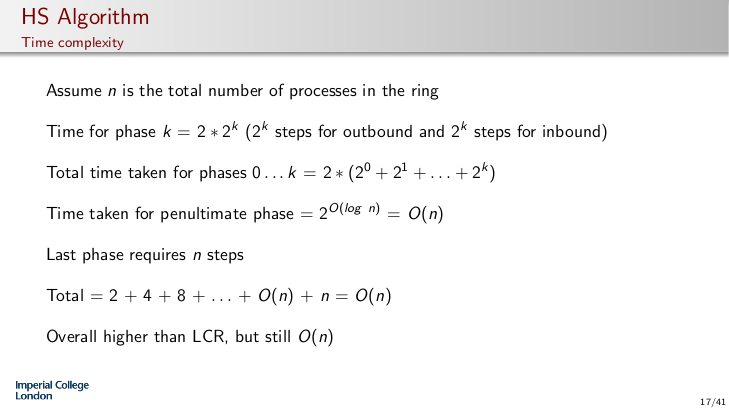 HS Algorithm
Time complexity
Assume n is the total number of processes in the ring
Time for phase k = 2 ∗ 2^k (2^k steps for outbound and 2^k steps for inbound)
Total time taken for phases 0 . . . k = 2 ∗ (2^0 + 2^1 + . . . + 2^k)
Time taken for penultimate phase = 2^O(log n) = O(n)
Last phase requires n steps
Total = 2 + 4 + 8 + . . . + O(n) + n = O(n)
Overall higher than LCR, but still O(n)
Imperial College
London
17/41